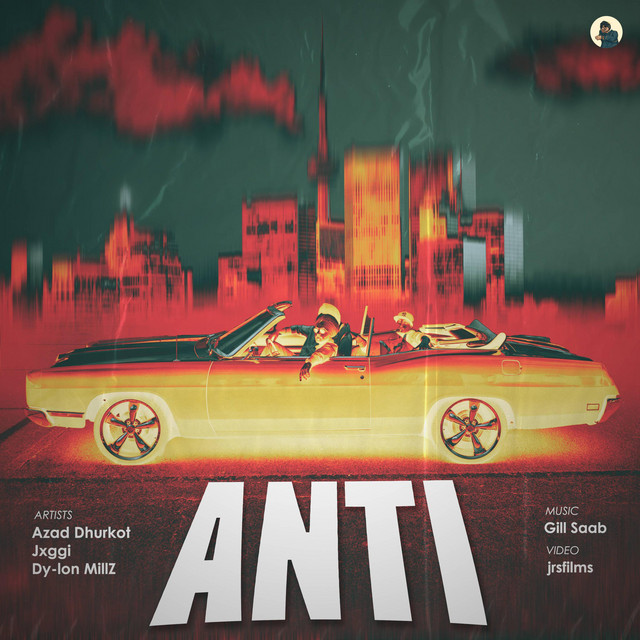 ARTISTS
Azad Dhurkot
Jxggi
Dy-lon MillZ
ANTI
MUSIC
Gill Saab
VIDEO
jrsfilms